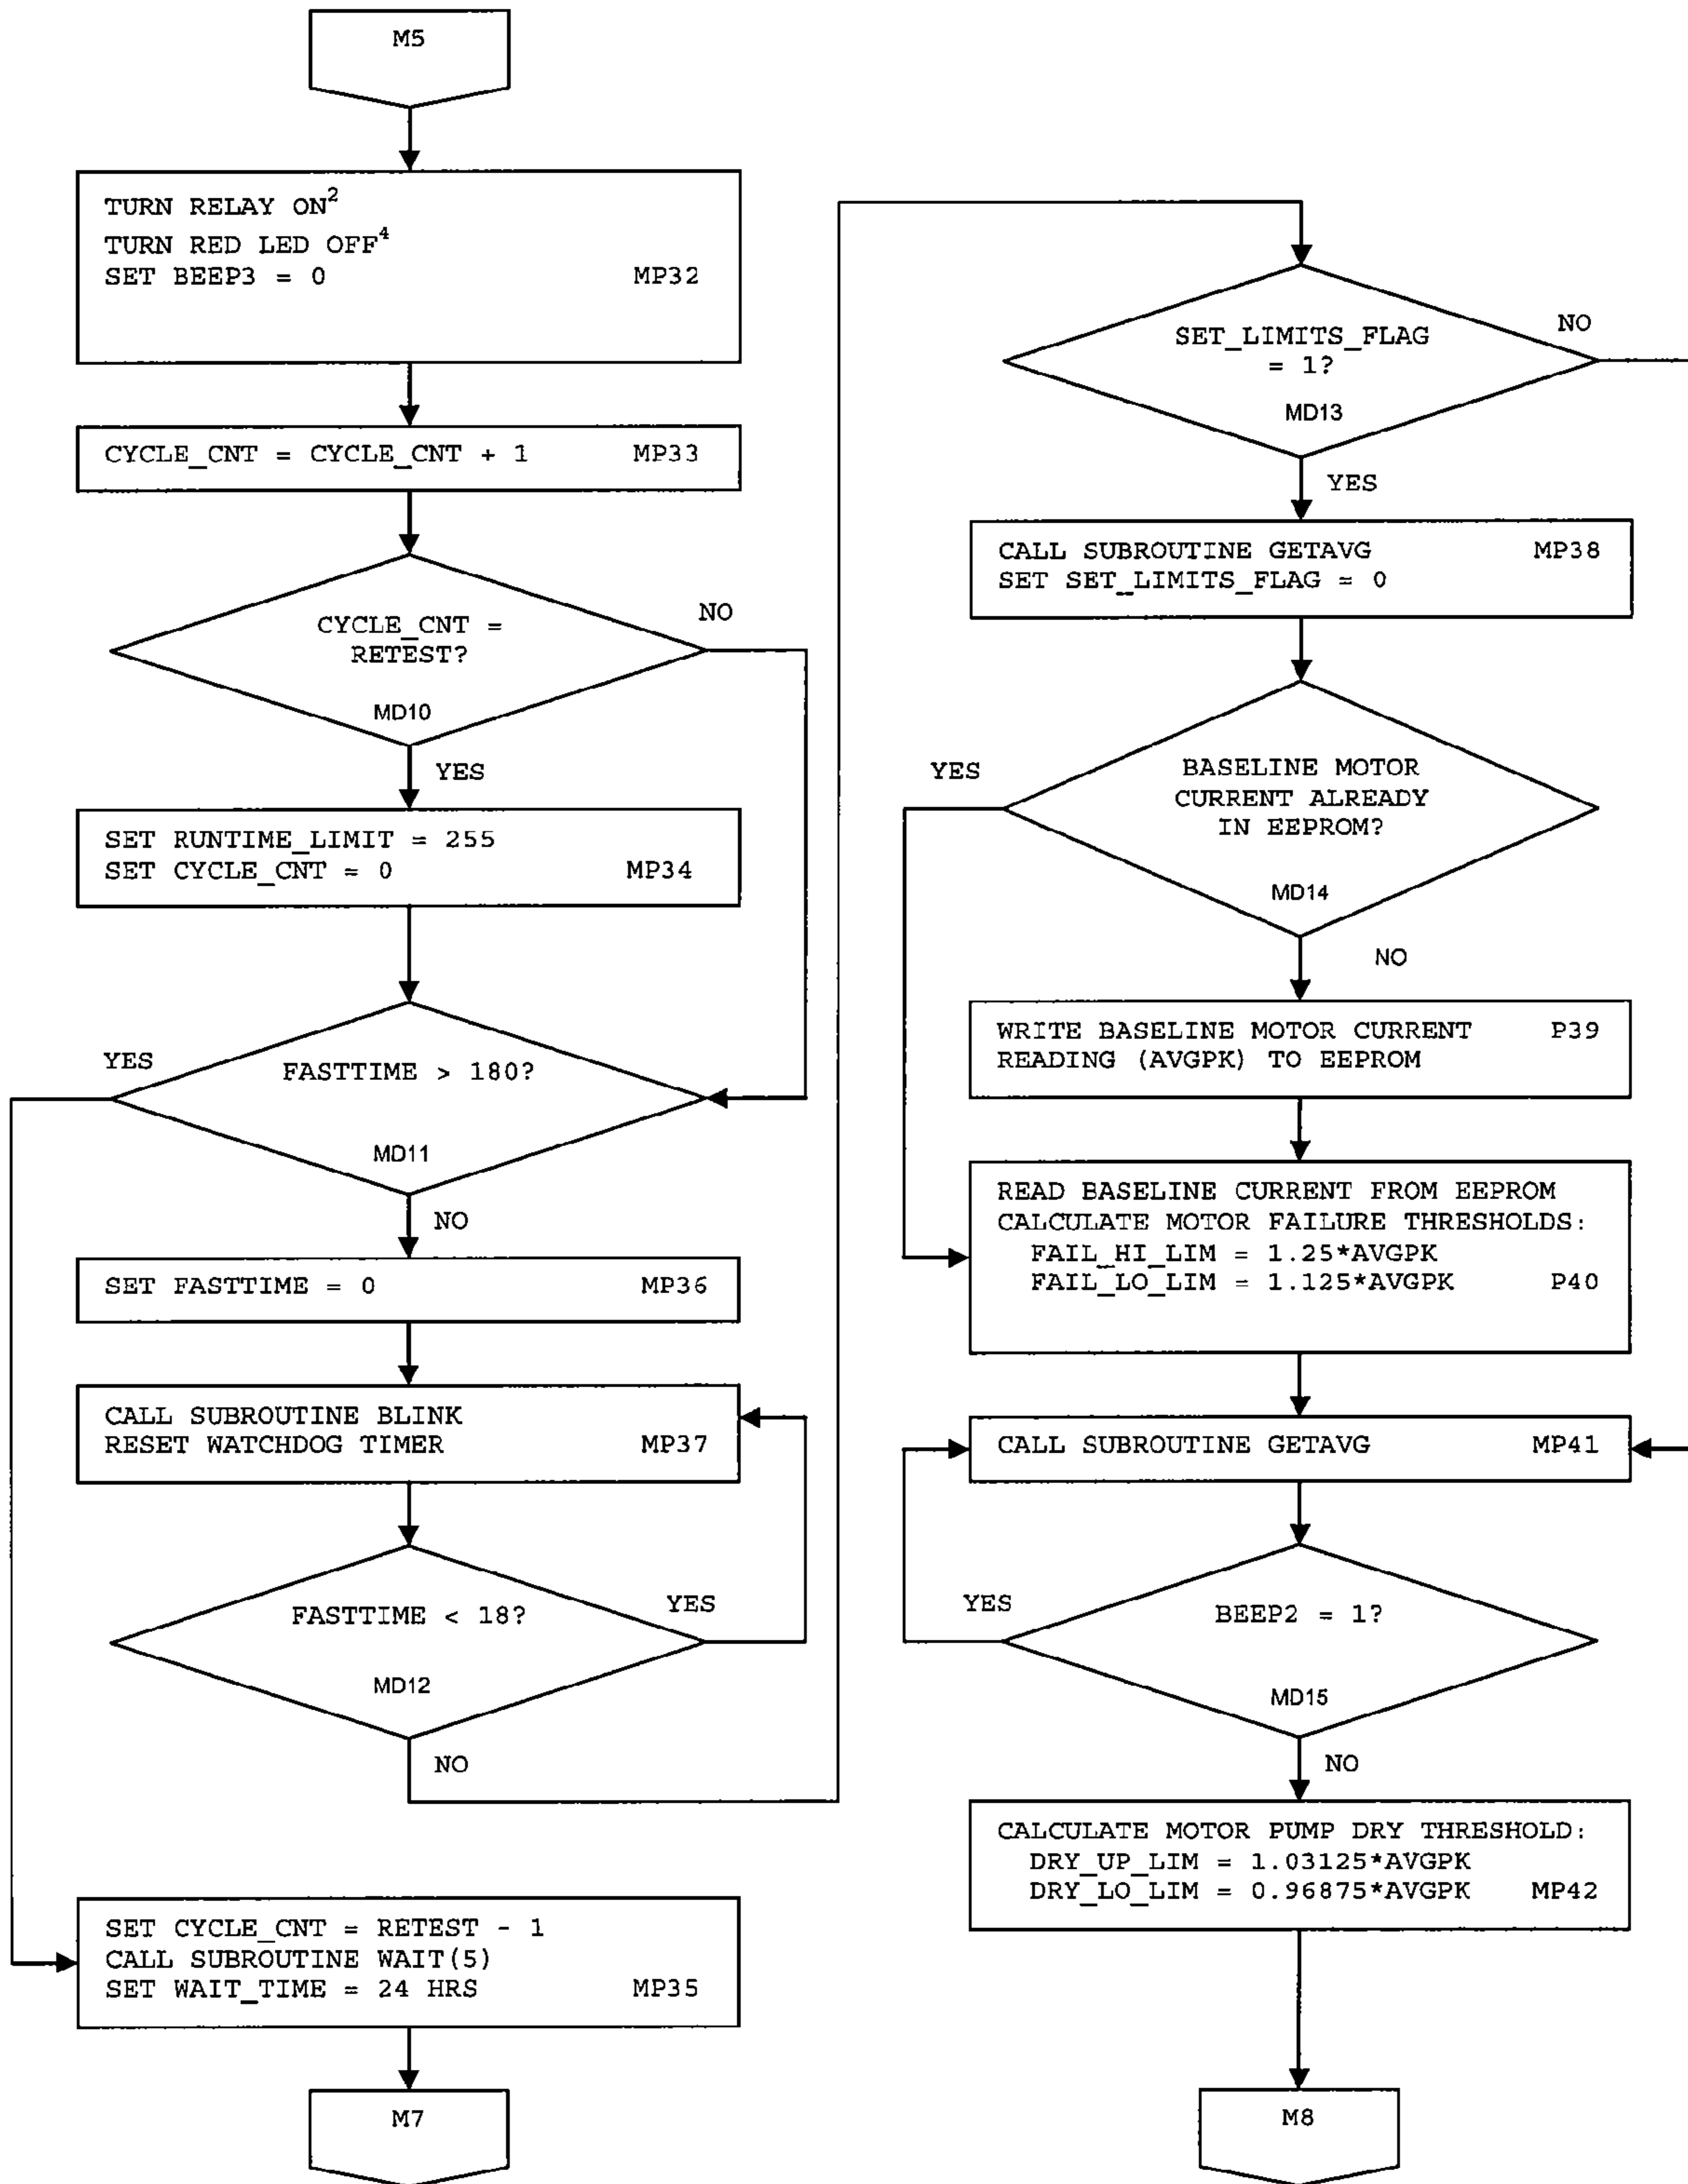 M5
TURN RELAY ON²
TURN RED LED OFF⁴
SET BEEP3 = 0 MP32
CYCLE_CNT = CYCLE_CNT + 1 MP33
CYCLE_CNT =
RETEST?
NO
MD10
YES
SET RUNTIME_LIMIT = 255
SET CYCLE_CNT = 0 MP34
YES
FASTTIME > 180?
MD11
NO
SET FASTTIME = 0 MP36
CALL SUBROUTINE BLINK
RESET WATCHDOG TIMER MP37
FASTTIME < 18?
YES
MD12
NO
SET CYCLE_CNT = RETEST - 1
CALL SUBROUTINE WAIT(5)
SET WAIT_TIME = 24 HRS MP35
M7
SET_LIMITS_FLAG
= 1?
NO
MD13
YES
CALL SUBROUTINE GETAVG MP38
SET SET_LIMITS_FLAG = 0
YES
BASELINE MOTOR
CURRENT ALREADY
IN EEPROM?
MD14
NO
WRITE BASELINE MOTOR CURRENT P39
READING (AVGPK) TO EEPROM
READ BASELINE CURRENT FROM EEPROM
CALCULATE MOTOR FAILURE THRESHOLDS:
FAIL_HI_LIM = 1.25*AVGPK
FAIL_LO_LIM = 1.125*AVGPK P40
CALL SUBROUTINE GETAVG MP41
YES
BEEP2 = 1?
MD15
NO
CALCULATE MOTOR PUMP DRY THRESHOLD:
DRY_UP_LIM = 1.03125*AVGPK
DRY_LO_LIM = 0.96875*AVGPK MP42
M8